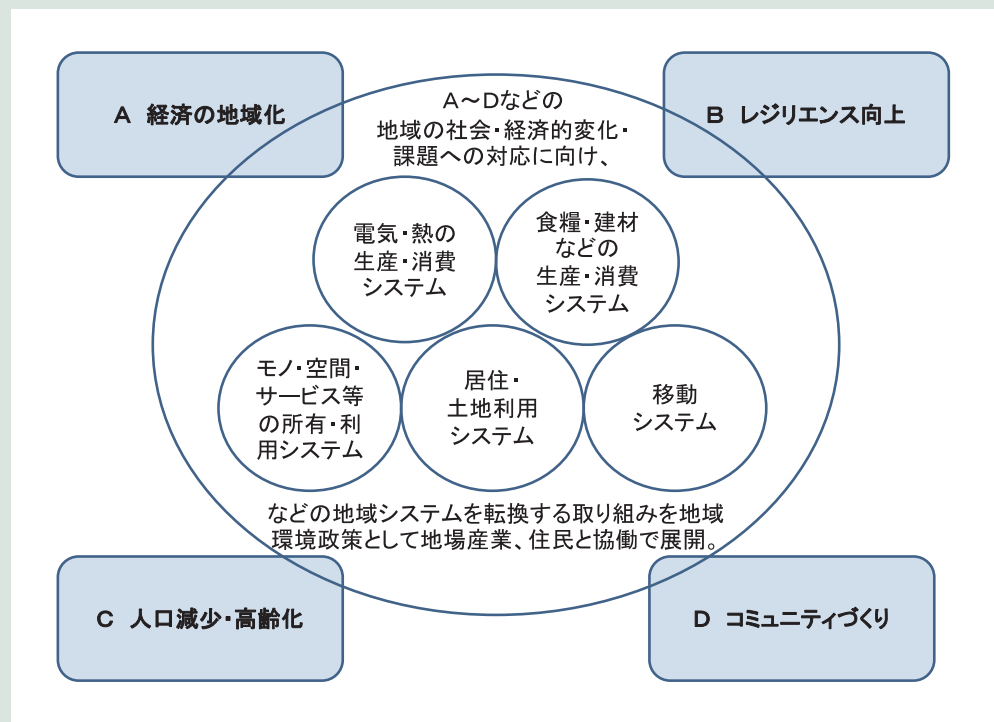 A 経済の地域化
B レジリエンス向上
A～Dなどの
地域の社会・経済的変化・
課題への対応に向け、
電気・熱の
生産・消費
システム
食糧・建材
などの
生産・消費
システム
モノ・空間・
サービス等
の所有・利
用システム
居住・
土地利用
システム
移動
システム
などの地域システムを転換する取り組みを地域
環境政策として地場産業、住民と協働で展開。
C 人口減少・高齢化
D コミュニティづくり